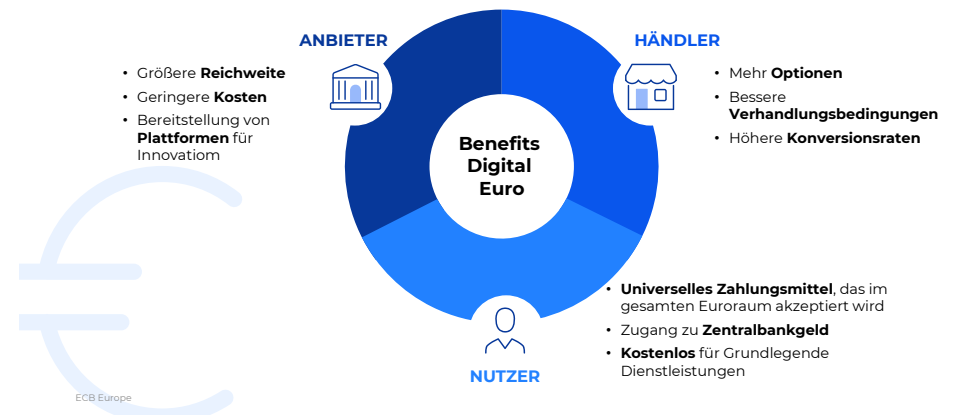 ANBIETER
• Größere Reichweite
• Geringere Kosten
• Bereitstellung von
Plattformen für
Innovatiom
HÄNDLER
• Mehr Optionen
• Bessere
Verhandlungsbedingungen
• Höhere Konversionsraten
Benefits
Digital
Euro
• Universelles Zahlungsmittel, das im
gesamten Euroraum akzeptiert wird
• Zugang zu Zentralbankgeld
• Kostenlos für Grundlegende
Dienstleistungen
NUTZER
ECB Europe